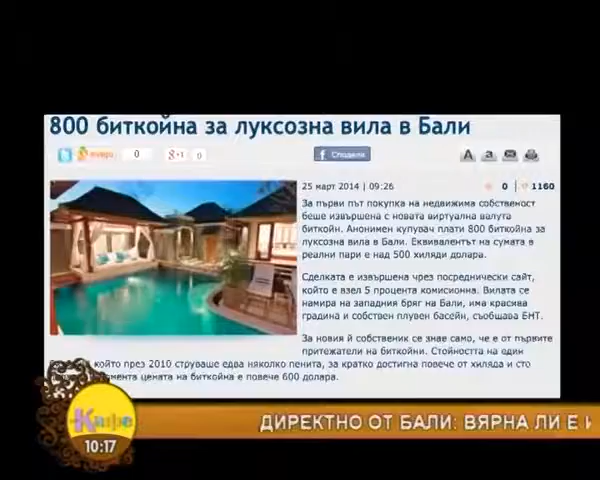 800 биткойна за луксозна вила в Бали
0
g+1
0
f Сподели
A
a
25 март 2014 | 09:26
0
1160
За първи път покупка на недвижима собственост
беше извършена с новата виртуална валута
биткойн. Анонимен купувач плати 800 биткойна за
луксозна вила в Бали. Еквивалентът на сумата в
реални пари е над 500 хиляди долара.
Сделката е извършена чрез посреднически сайт,
който е взел 5 процента комисионна. Вилата се
намира на западния бряг на Бали, има красива
градина и собствен плувен басейн, съобщава БНТ.
За новия й собственик се знае само, че е от първите
притежатели на биткойни. Стойността на един
който през 2010 струваше едва няколко пенита, за кратко достигна повече от хиляда и сто
цената на биткойна е повече 600 долара.
Кафе
10:17
ДИРЕКТНО ОТ БАЛИ: ВЯРНА ЛИ Е И